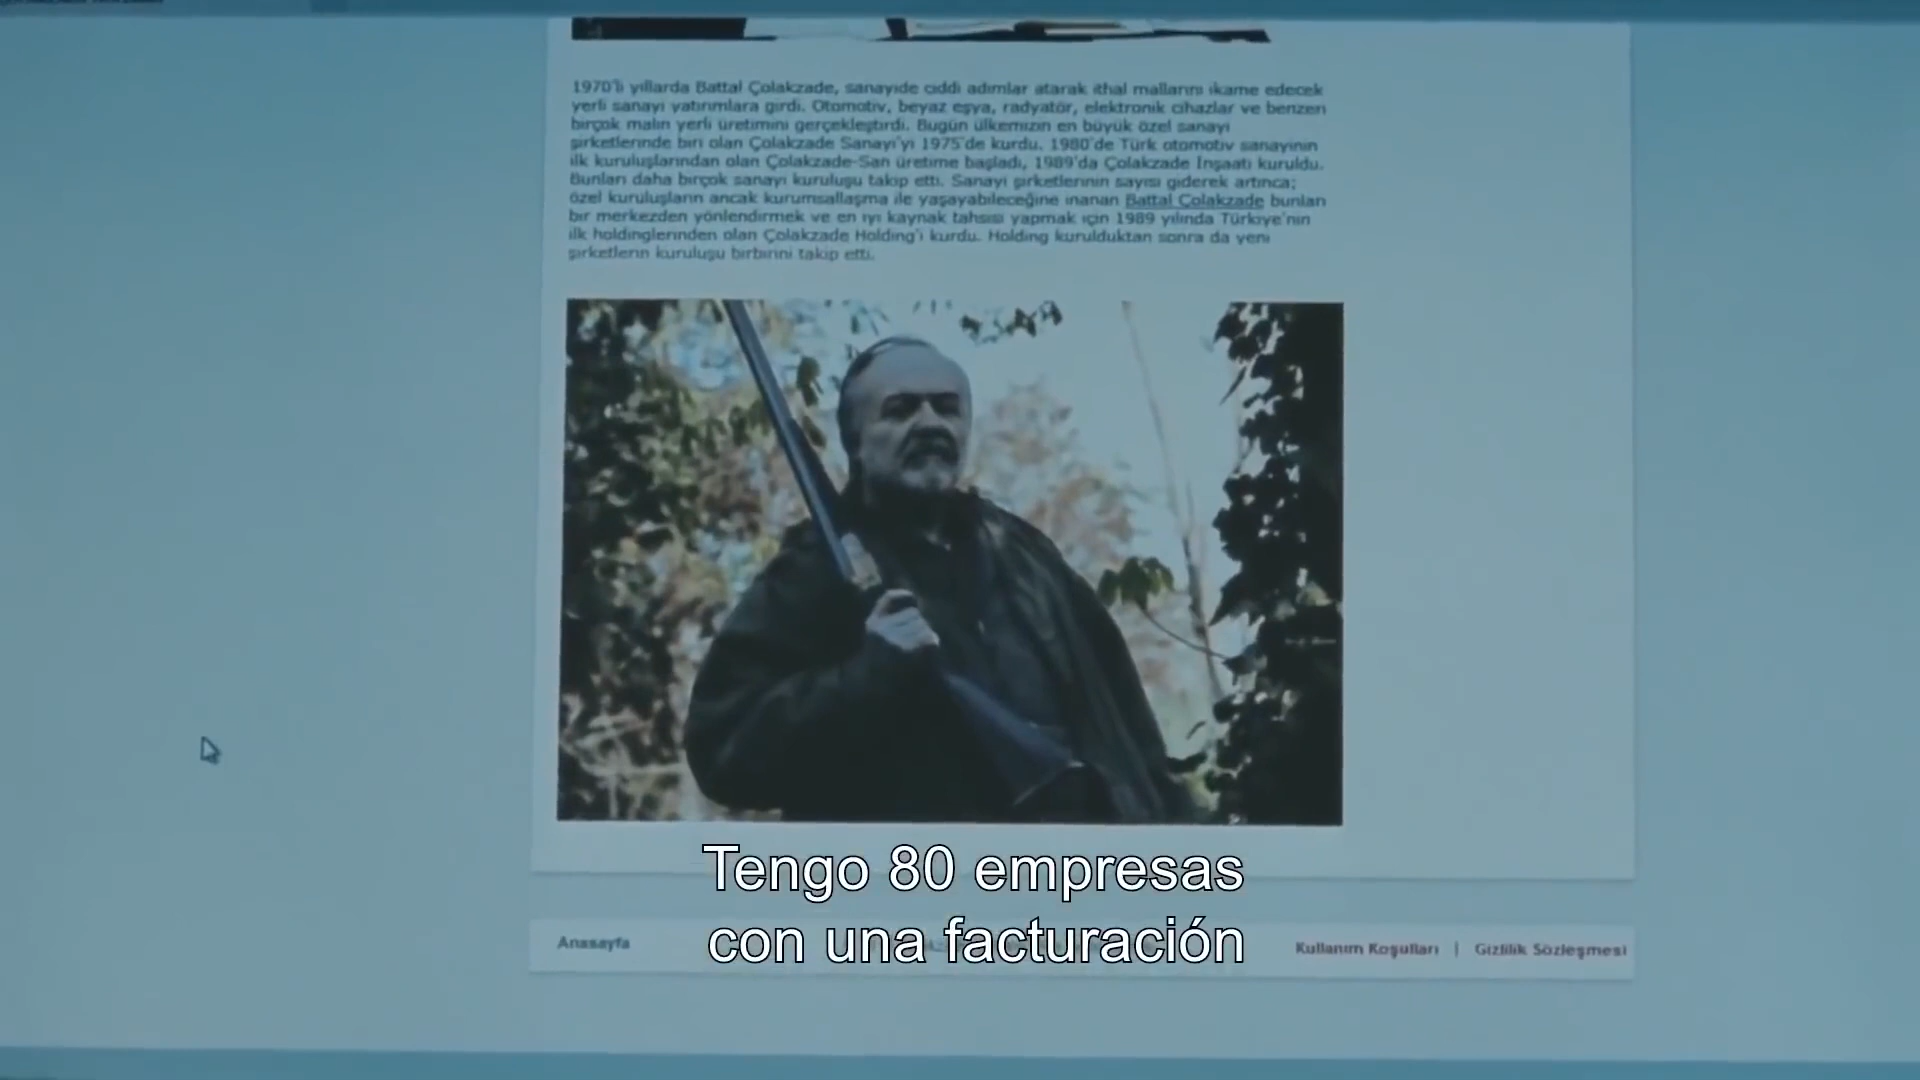 1970'li yıllarda Battal Çolakzade, sanayide ciddi adımlar atarak ithal mallarını ikame edecek
yerli sanayi yatırımlara girdi. Otomotiv, beyaz eşya, radyatör, elektronik cihazlar ve benzeri
birçok malın yerli üretimini gerçekleştirdi. Bugün ülkemizin en büyük özel sanayi
şirketlerinde biri olan Çolakzade Sanayi'yi 1975'de kurdu. 1980'de Türk otomotiv sanayinin
ilk kuruluşlarından olan Çolakzade-San üretime başladı, 1989'da Çolakzade İnşaatı kuruldu.
Bunları daha birçok sanayi kuruluşu takip etti. Sanayi şirketlerinin sayısı giderek artınca;
özel kuruluşların ancak kurumsallaşma ile yaşayabileceğine inanan Battal Çolakzade bunları
bir merkezden yönlendirmek ve en iyi kaynak tahsisi yapmak için 1989 yılında Türkiye'nin
ilk holdinglerinden olan Çolakzade Holding'i kurdu. Holding kurulduktan sonra da yeni
şirketlerin kuruluşu birbirini takip etti.
Tengo 80 empresas
con una facturación
Anasayfa
Kullanım Koşulları | Gizlilik Sözleşmesi